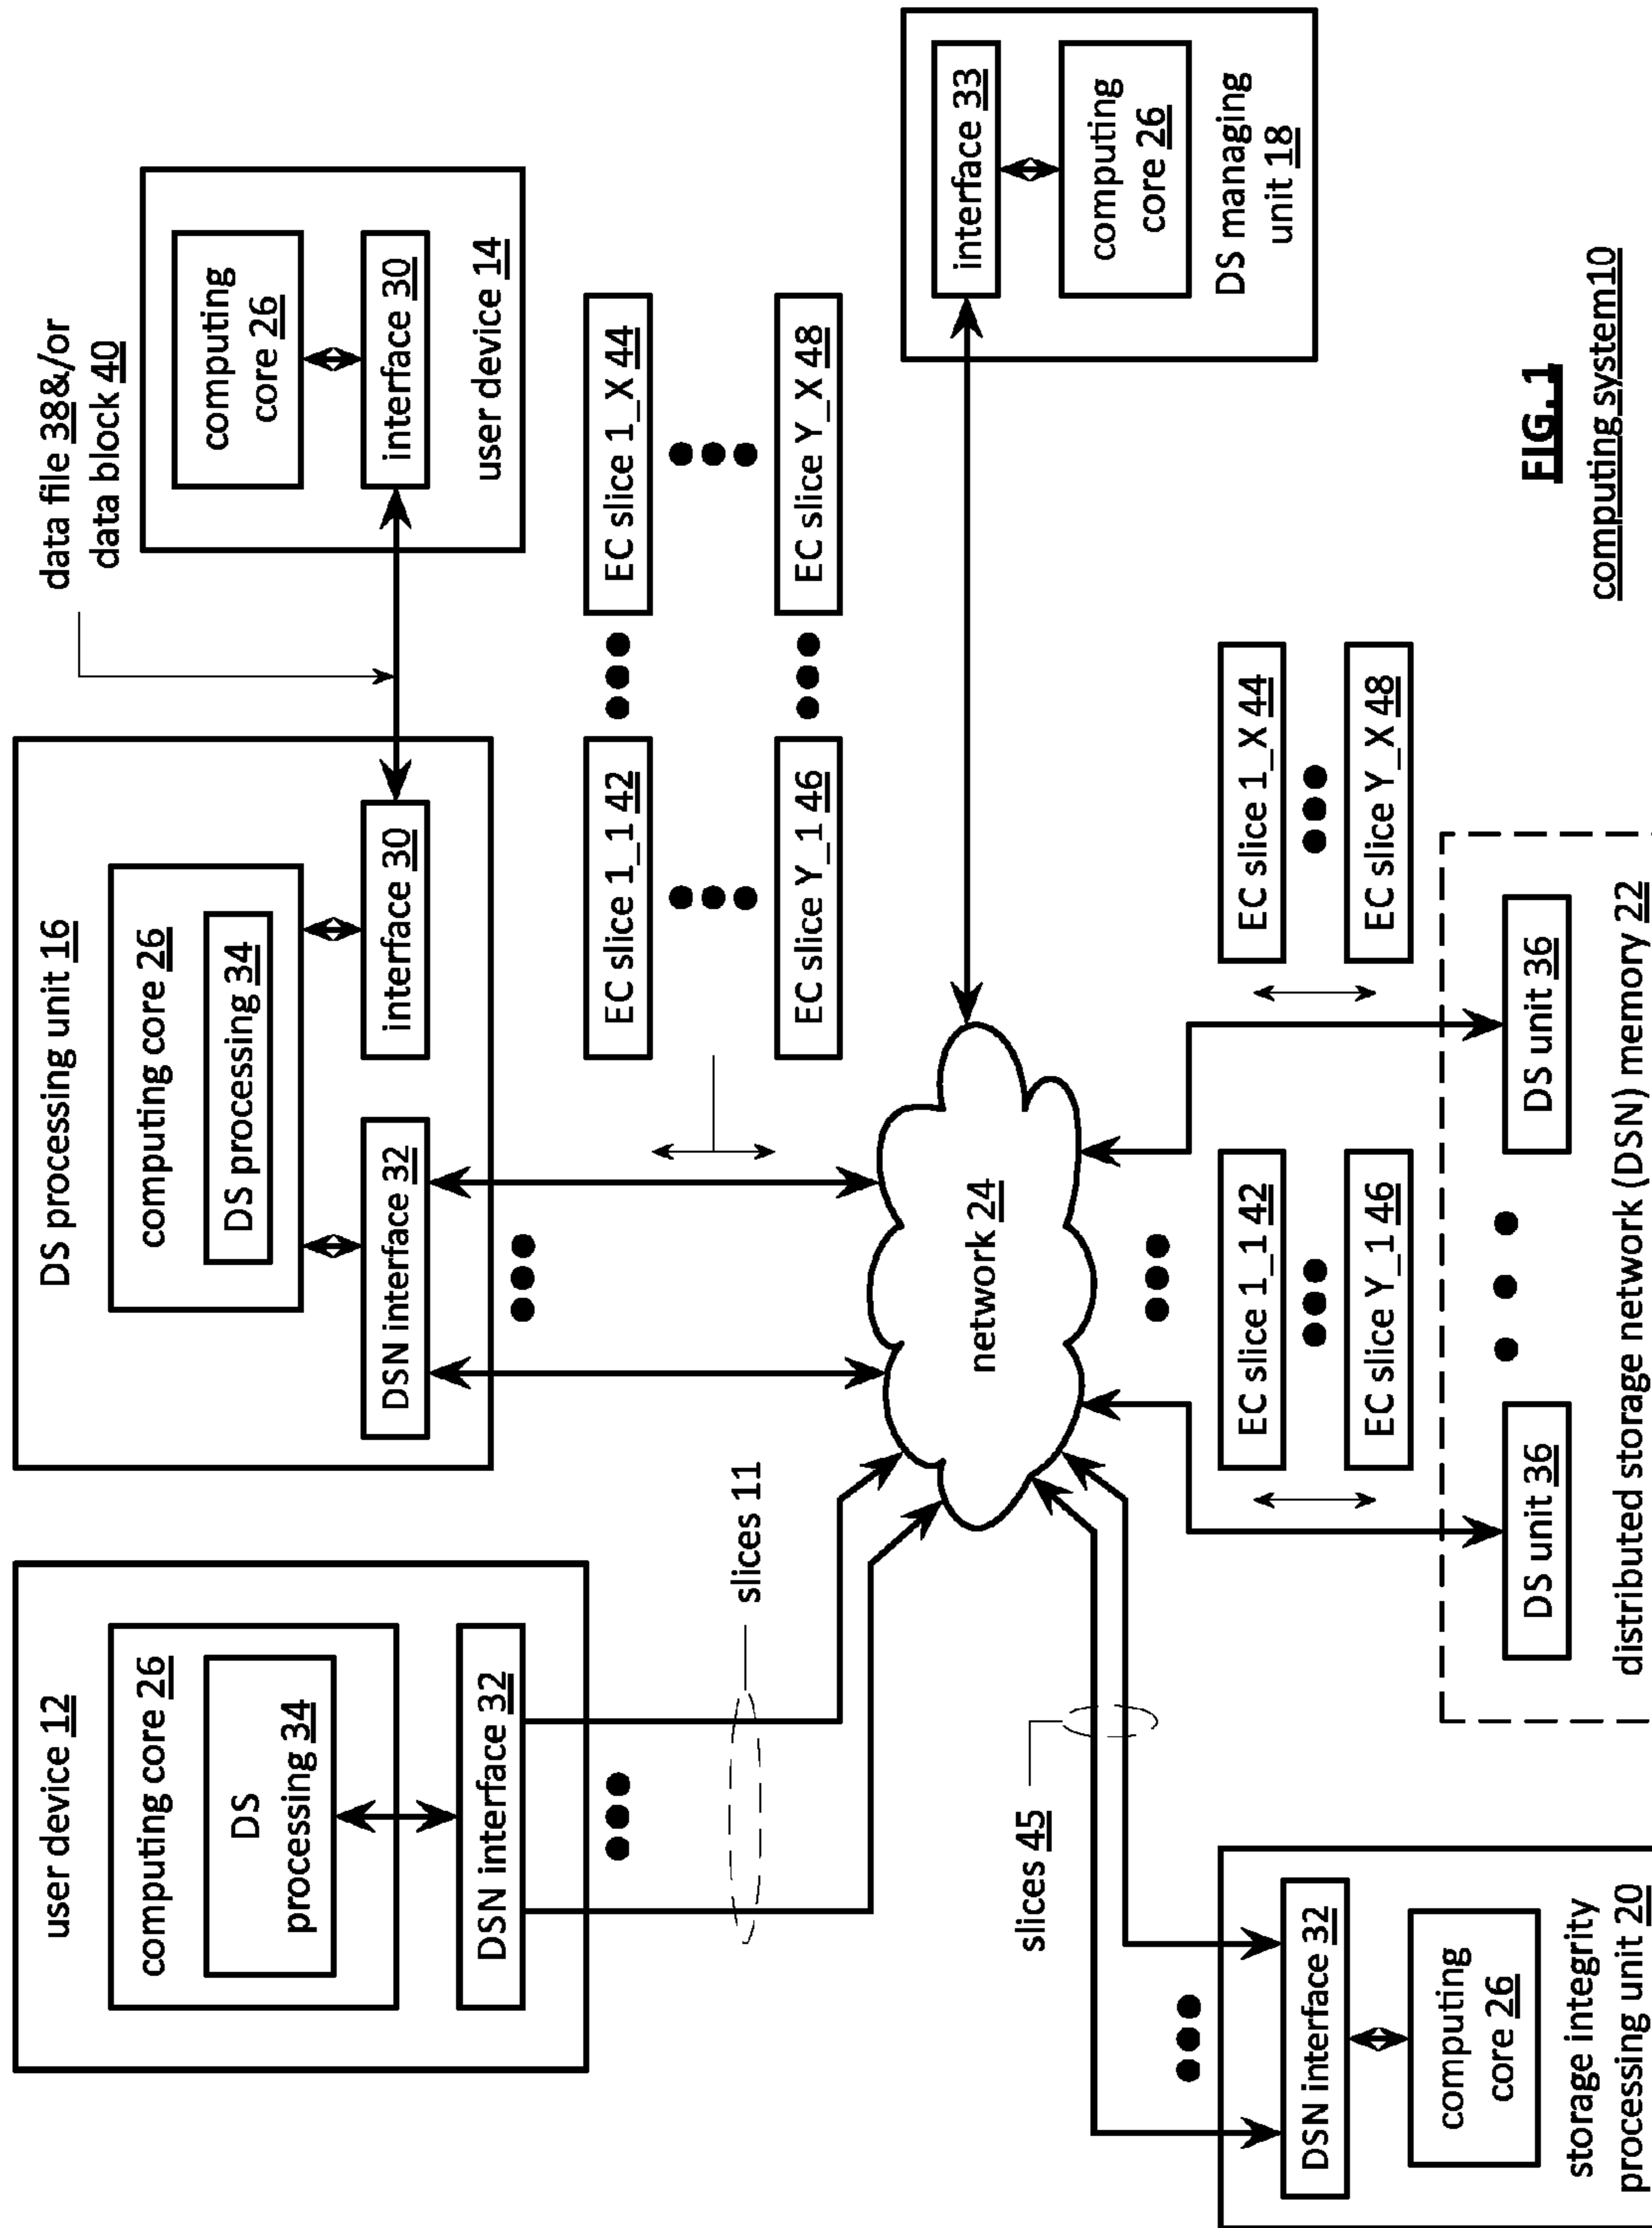 user device 12
computing core 26
DS
processing 34
DSN interface 32
slices 11
DS processing unit 16
computing core 26
DS processing 34
DSN interface 32
interface 30
data file 38&/or
data block 40
computing
core 26
interface 30
user device 14
EC slice 1_1 42
EC slice 1_X 44
EC slice Y_1 46
EC slice Y_X 48
network 24
interface 33
computing
core 26
DS managing
unit 18
slices 45
DSN interface 32
computing
core 26
storage integrity
processing unit 20
EC slice 1_1 42
EC slice Y_1 46
EC slice 1_X 44
EC slice Y_X 48
DS unit 36
DS unit 36
distributed storage network (DSN) memory 22
FIG. 1
computing system10